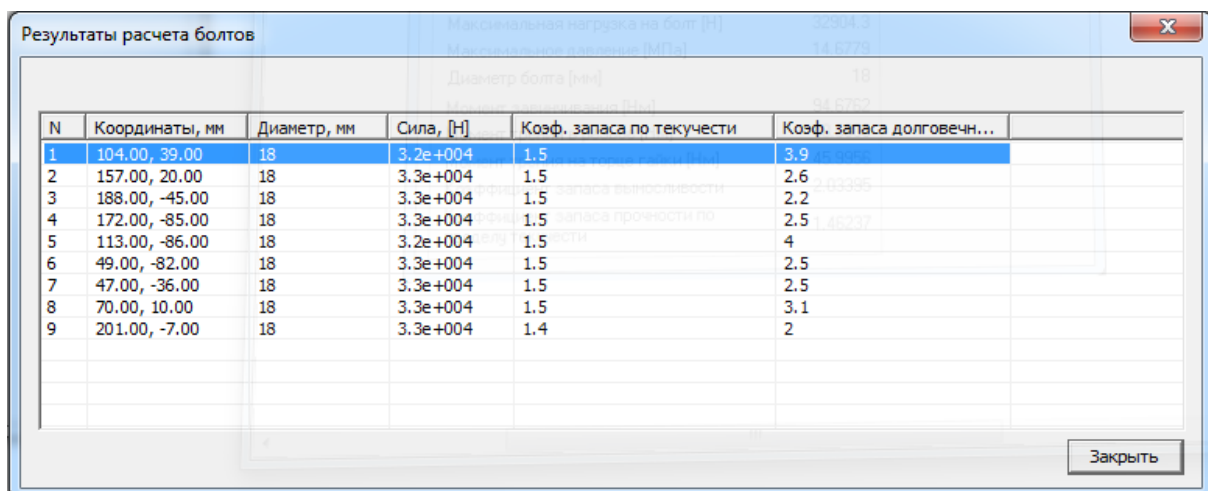 Максимальная нагрузка на болт [Н] 32904.3
Результаты расчета болтов
Максимальное давление [МПа] 14.6779
Диаметр болта [мм] 18
Момент завинчивания [Нм] 94.6762
N Координаты, мм Диаметр, мм Сила, [Н] Коэф. запаса по текучести Коэф. запаса долговечн...
1 104.00, 39.00 18 3.2e+004 1.5 3.9
2 157.00, 20.00 18 3.3e+004 1.5 2.6
3 188.00, -45.00 18 3.3e+004 1.5 2.2
4 172.00, -85.00 18 3.3e+004 1.5 2.5
5 113.00, -86.00 18 3.2e+004 1.5 4
6 49.00, -82.00 18 3.3e+004 1.5 2.5
7 47.00, -36.00 18 3.3e+004 1.5 2.5
8 70.00, 10.00 18 3.3e+004 1.5 3.1
9 201.00, -7.00 18 3.3e+004 1.4 2
Закрыть